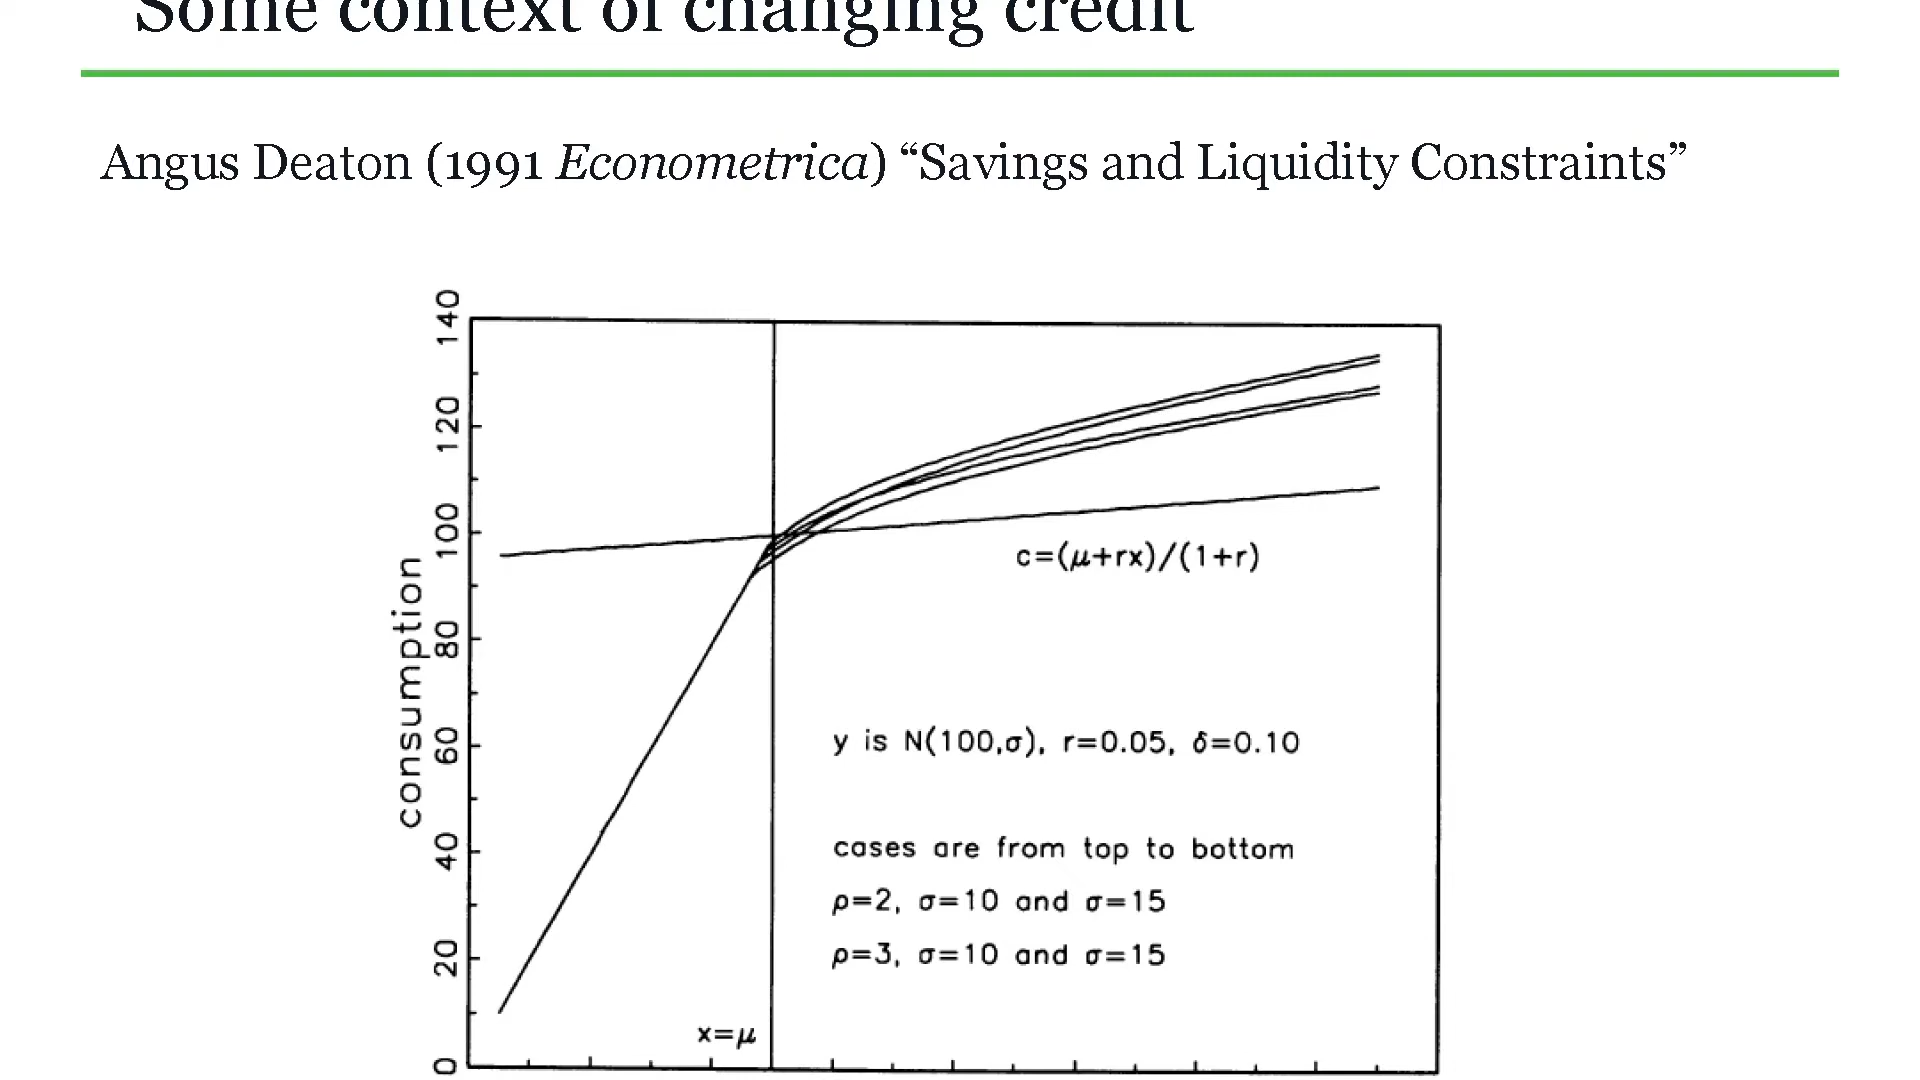 Some context of changing credit
Angus Deaton (1991 Econometrica) “Savings and Liquidity Constraints”
140
120
100
80
60
40
20
0
consumption
c=(μ+rx)/(1+r)
y is N(100,σ), r=0.05, δ=0.10
cases are from top to bottom
ρ=2, σ=10 and σ=15
ρ=3, σ=10 and σ=15
x=μ